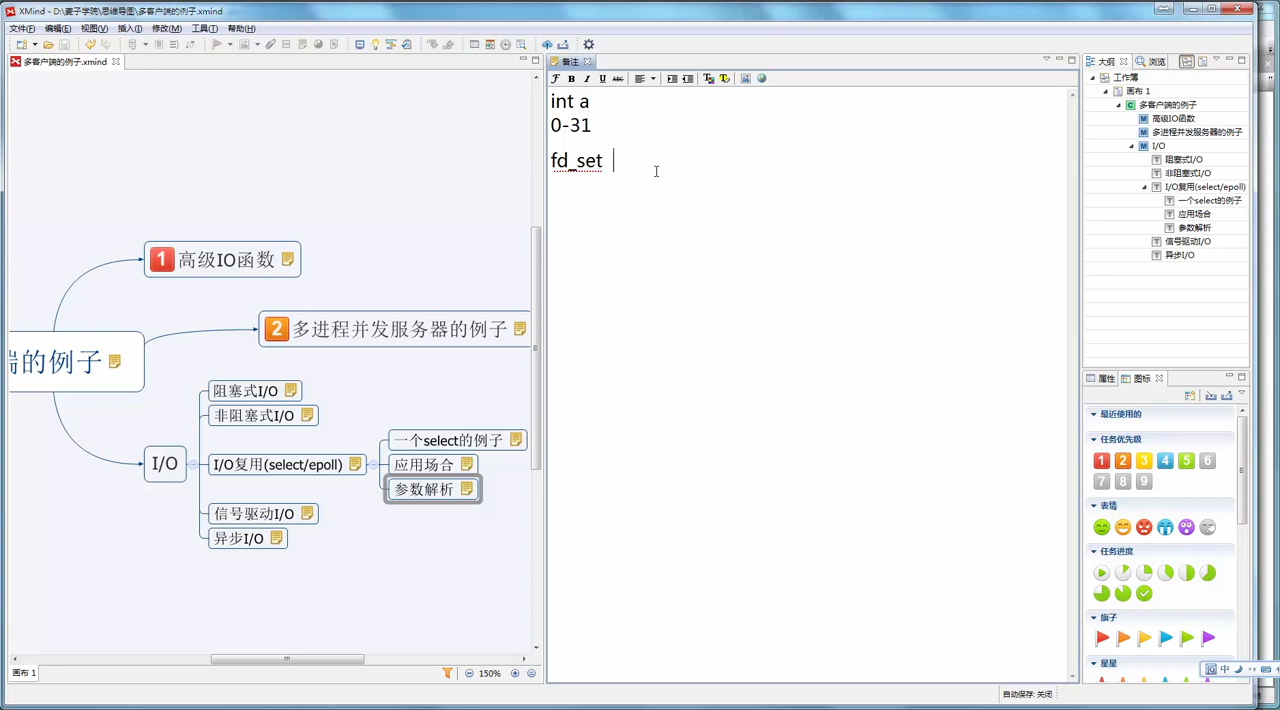 XMind - D:\麦子学院\思维导图\多客户端的例子.xmind
文件(F) 编辑(E) 视图(V) 插入(I) 修改(M) 工具(T) 帮助(H)
多客户端的例子.xmind
备注
大纲
浏览
int a
0-31
fd_set
工作簿
画布 1
多客户端的例子
高级IO函数
多进程并发服务器的例子
I/O
阻塞式I/O
非阻塞式I/O
I/O复用(select/epoll)
一个select的例子
应用场合
参数解析
信号驱动I/O
异步I/O
1 高级IO函数
2 多进程并发服务器的例子
端的例子
I/O
阻塞式I/O
非阻塞式I/O
I/O复用(select/epoll)
一个select的例子
应用场合
参数解析
信号驱动I/O
异步I/O
属性
图标
最近使用的
任务优先级
1 2 3 4 5 6
7 8 9
表情
任务进度
旗子
星星
中
画布 1
150%
自动保存: 关闭